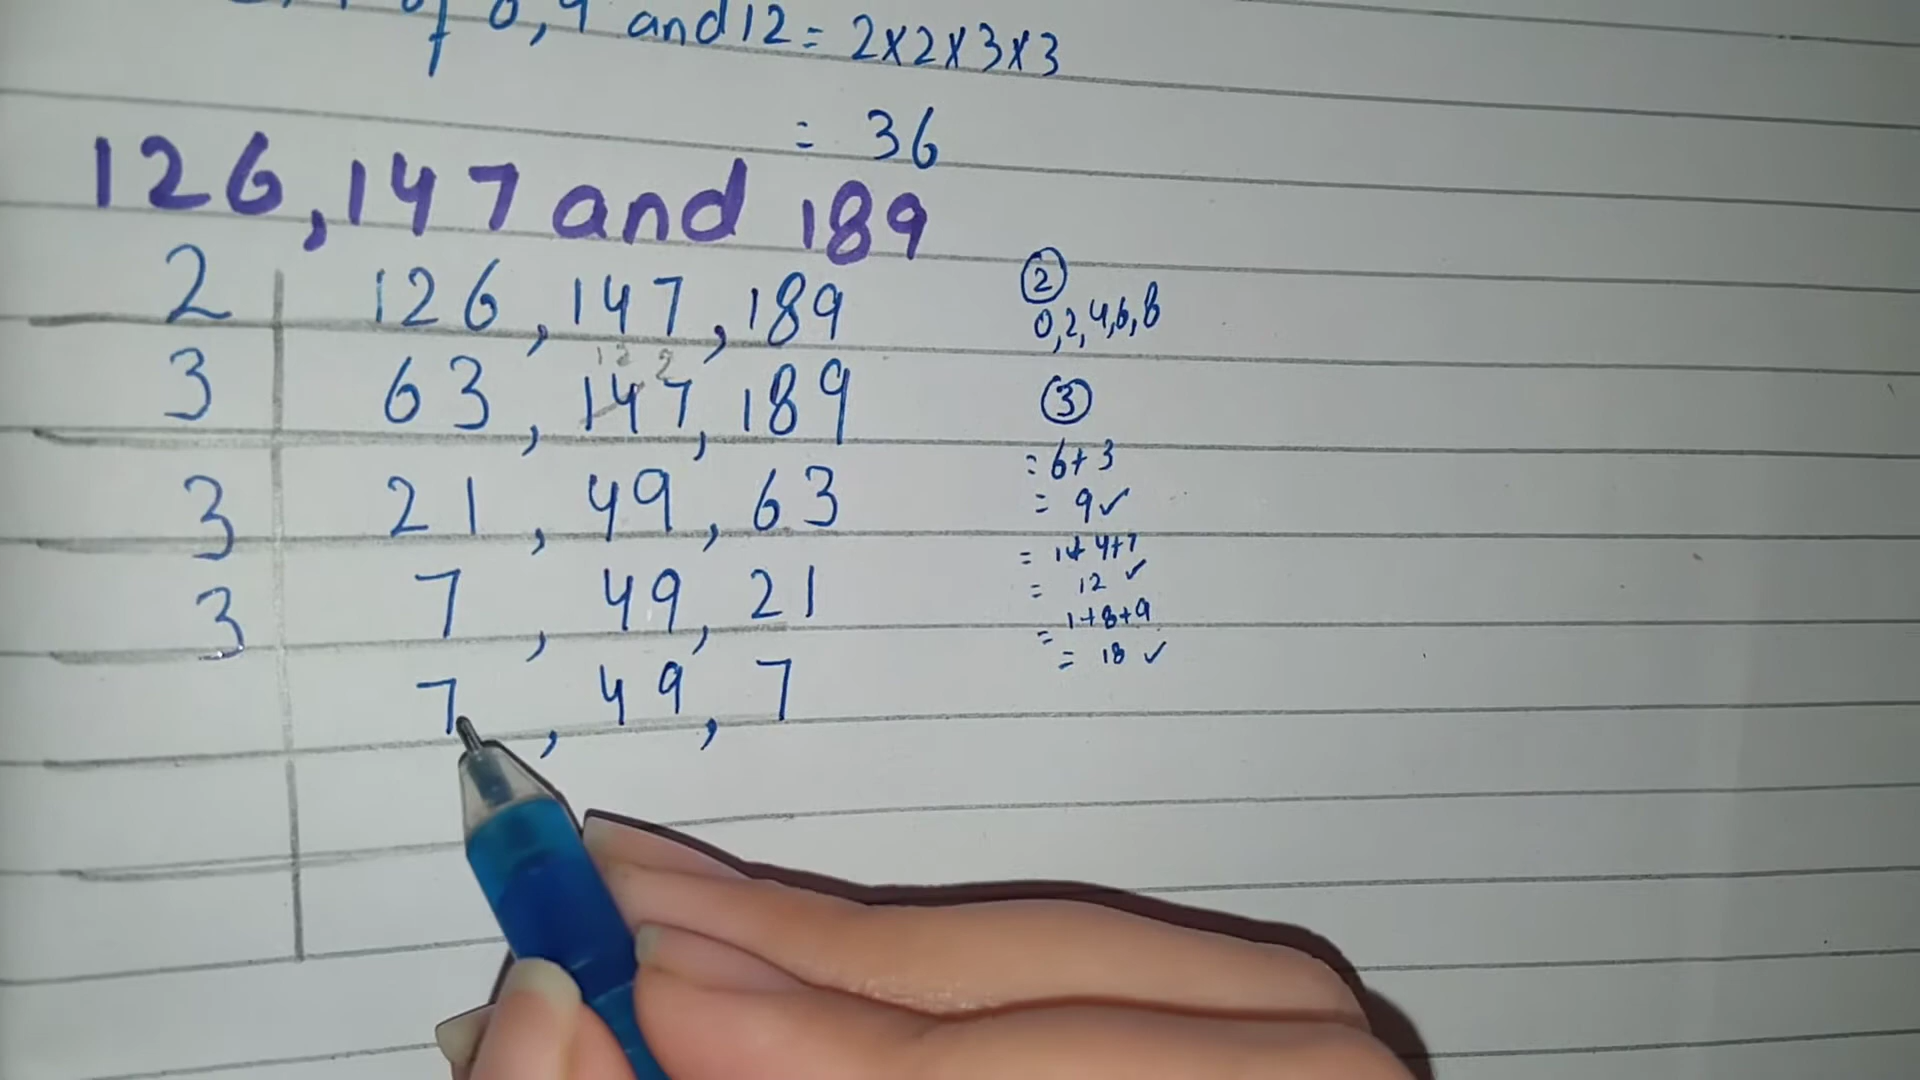 and 12 = 2x2x3x3
= 36
126, 147 and 189
2 126, 147, 189
3 63, 147, 189
12 2
3 21, 49, 63
3 7, 49, 21
7, 49, 7
②
0,2,4,6,8
③
= 6+3
= 9✓
= 1+4+7
= 12 ✓
= 1+8+9
= 18 ✓